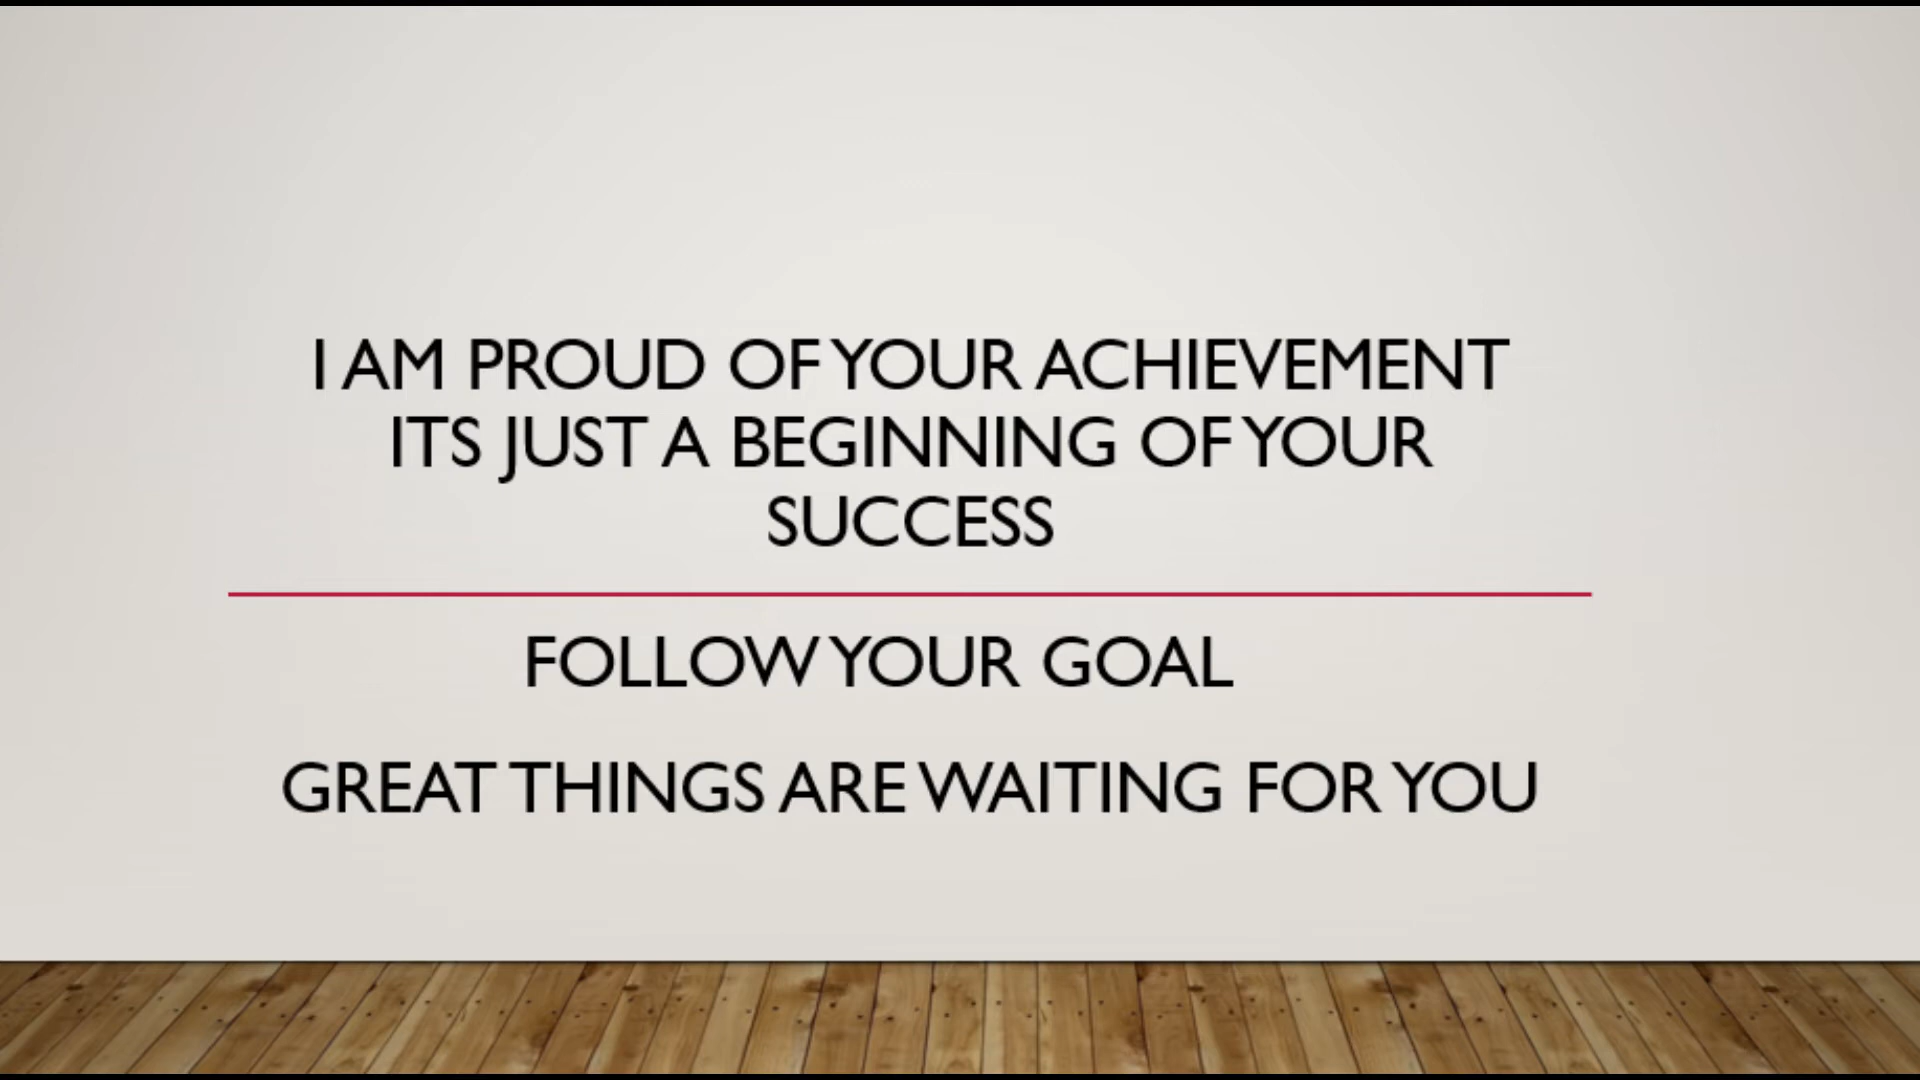 I AM PROUD OF YOUR ACHIEVEMENT
ITS JUST A BEGINNING OF YOUR
SUCCESS
FOLLOW YOUR GOAL
GREAT THINGS ARE WAITING FOR YOU